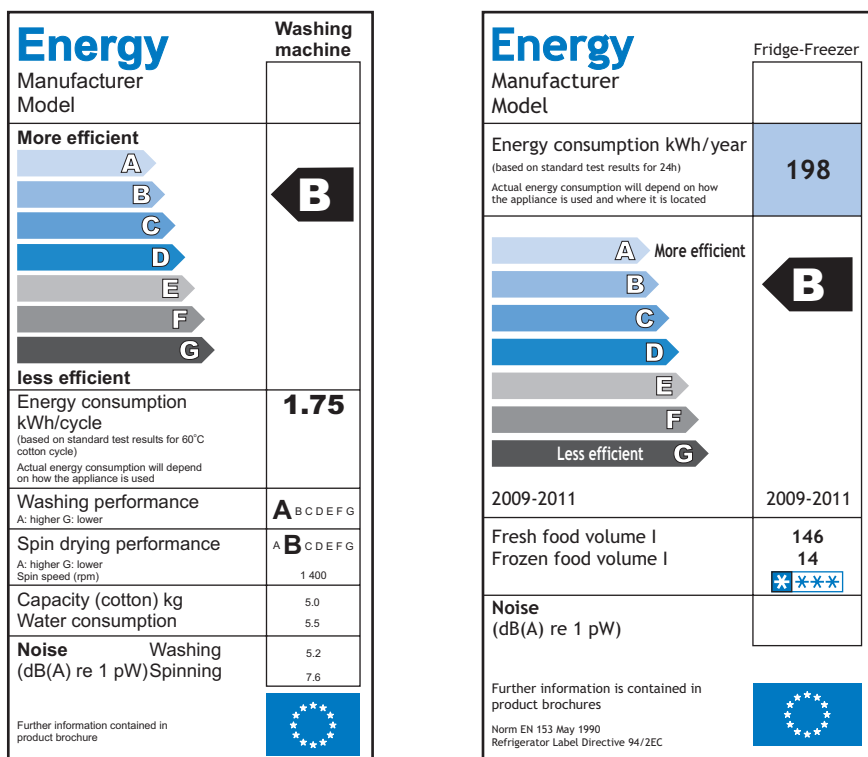 Energy
Washing
machine
Manufacturer
Model
More efficient
A
B
B
C
D
E
F
G
less efficient
Energy consumption
kWh/cycle
1.75
(based on standard test results for 60°C
cotton cycle)
Actual energy consumption will depend
on how the appliance is used
Washing performance
A: higher G: lower
A B C D E F G
Spin drying performance
A B C D E F G
A: higher G: lower
Spin speed (rpm) 1 400
Capacity (cotton) kg 5.0
Water consumption 5.5
Noise Washing 5.2
(dB(A) re 1 pW)Spinning 7.6
Further information contained in
product brochure
Energy
Fridge-Freezer
Manufacturer
Model
Energy consumption kWh/year
(based on standard test results for 24h)
198
Actual energy consumption will depend on how
the appliance is used and where it is located
A More efficient
B
B
C
D
E
F
Less efficient G
2009-2011 2009-2011
Fresh food volume l 146
Frozen food volume l 14
****
Noise
(dB(A) re 1 pW)
Further information is contained in
product brochures
Norm EN 153 May 1990
Refrigerator Label Directive 94/2EC